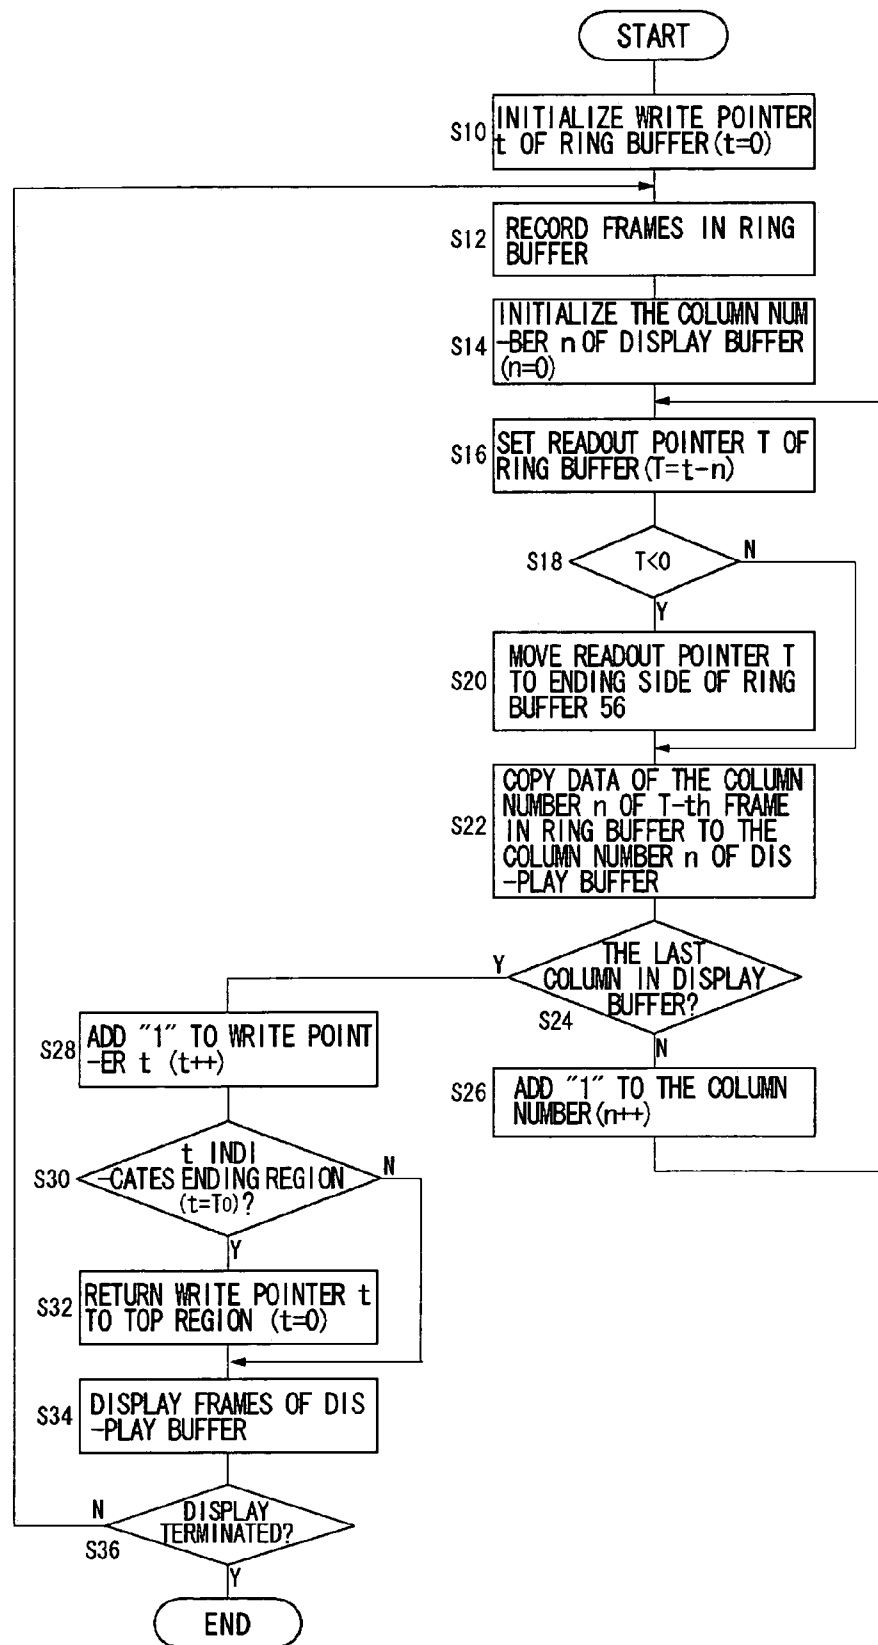 START
S10
INITIALIZE WRITE POINTER
t OF RING BUFFER(t=0)
S12
RECORD FRAMES IN RING
BUFFER
S14
INITIALIZE THE COLUMN NUM
-BER n OF DISPLAY BUFFER
(n=0)
S16
SET READOUT POINTER T OF
RING BUFFER(T=t-n)
S18
T<0
N
Y
S20
MOVE READOUT POINTER T
TO ENDING SIDE OF RING
BUFFER 56
S22
COPY DATA OF THE COLUMN
NUMBER n OF T-th FRAME
IN RING BUFFER TO THE
COLUMN NUMBER n OF DIS
-PLAY BUFFER
THE LAST
COLUMN IN DISPLAY
BUFFER?
S24
Y
N
S26
ADD "1" TO THE COLUMN
NUMBER(n++)
S28
ADD "1" TO WRITE POINT
-ER t (t++)
S30
t INDI
-CATES ENDING REGION
(t=T0)?
N
Y
S32
RETURN WRITE POINTER t
TO TOP REGION (t=0)
S34
DISPLAY FRAMES OF DIS
-PLAY BUFFER
N
DISPLAY
TERMINATED?
S36
Y
END